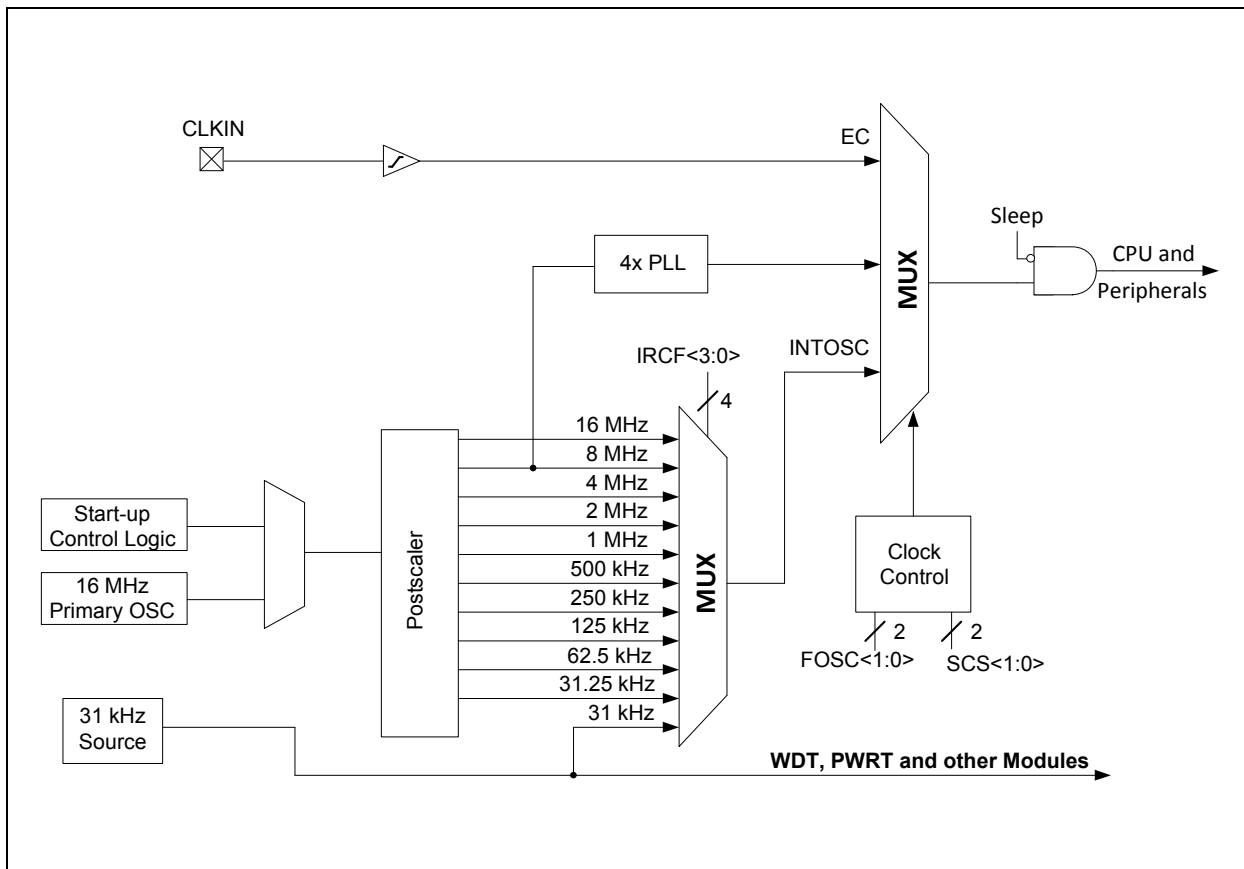 CLKIN
EC
Sleep
4x PLL
CPU and
Peripherals
MUX
IRCF<3:0>
4
INTOSC
16 MHz
8 MHz
4 MHz
2 MHz
1 MHz
500 kHz
250 kHz
125 kHz
62.5 kHz
31.25 kHz
31 kHz
MUX
Postscaler
Start-up
Control Logic
16 MHz
Primary OSC
31 kHz
Source
Clock
Control
2
2
FOSC<1:0>
SCS<1:0>
WDT, PWRT and other Modules